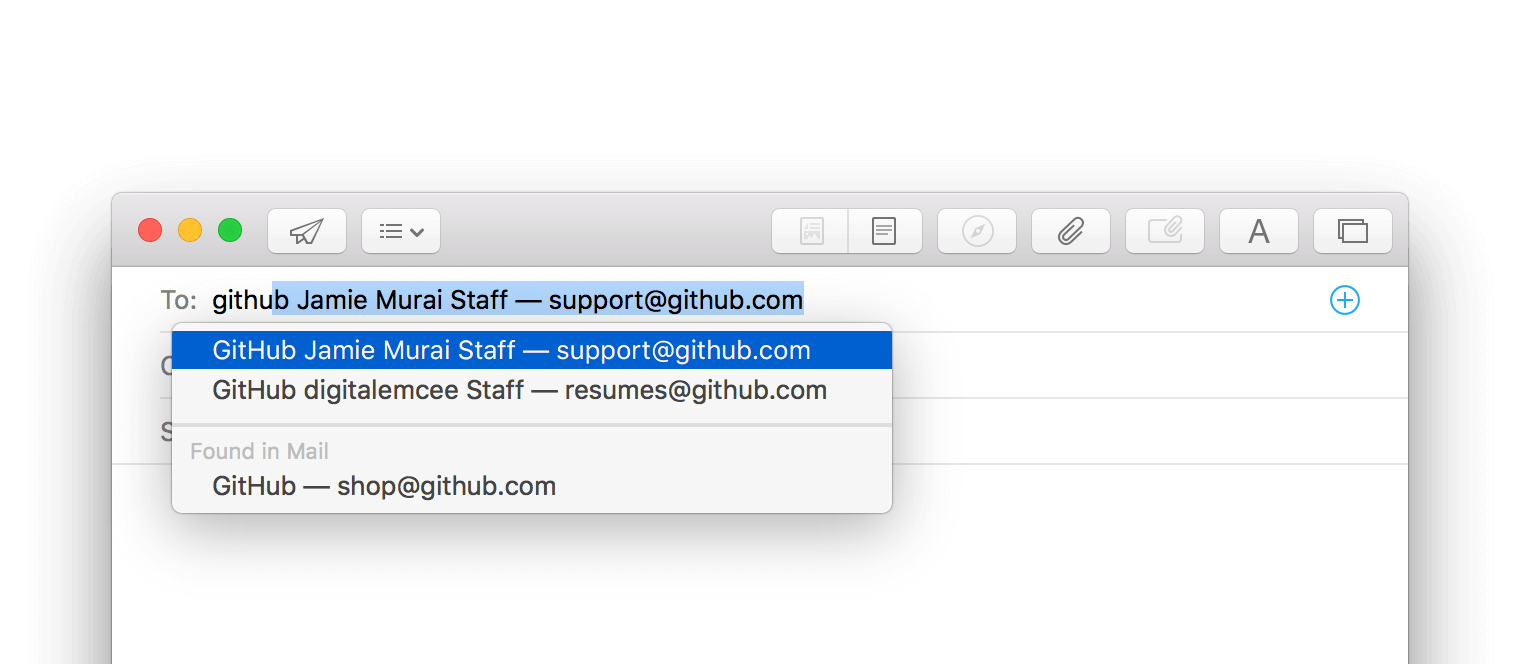 To: github Jamie Murai Staff — support@github.com
GitHub Jamie Murai Staff — support@github.com
GitHub digitalemcee Staff — resumes@github.com
Found in Mail
GitHub — shop@github.com